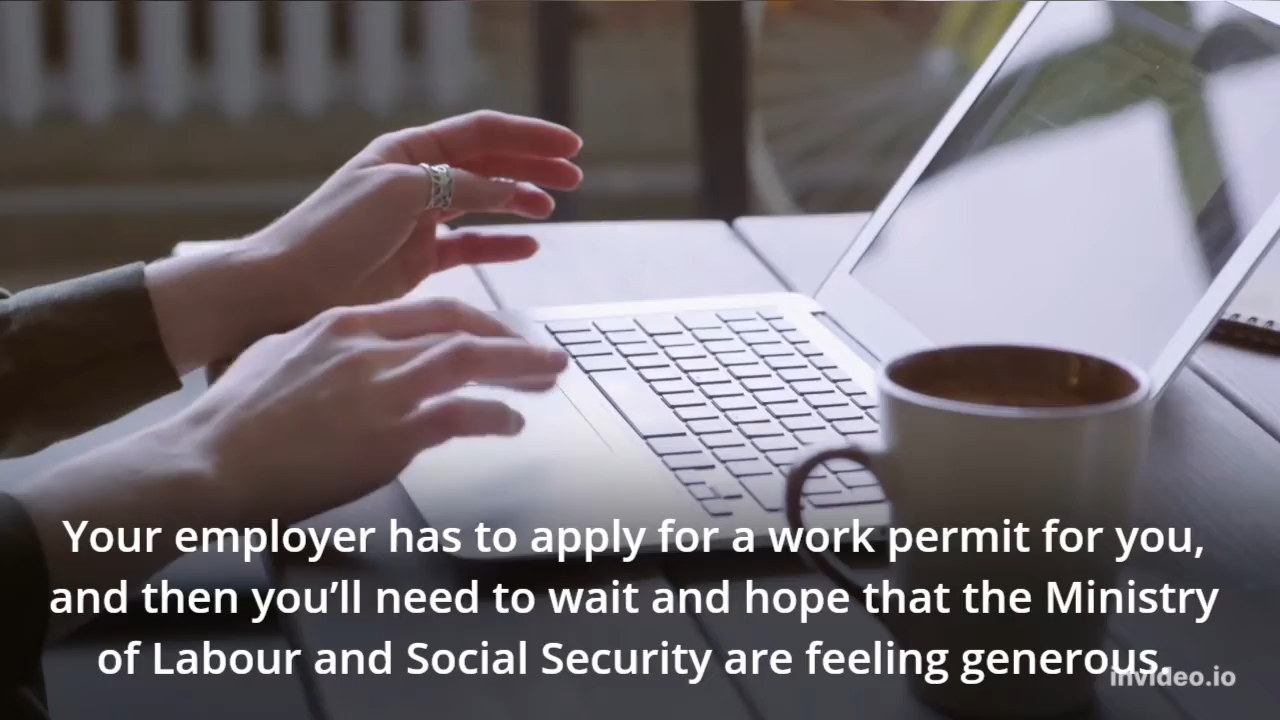 Your employer has to apply for a work permit for you,
and then you’ll need to wait and hope that the Ministry
of Labour and Social Security are feeling generous.
invideo.io